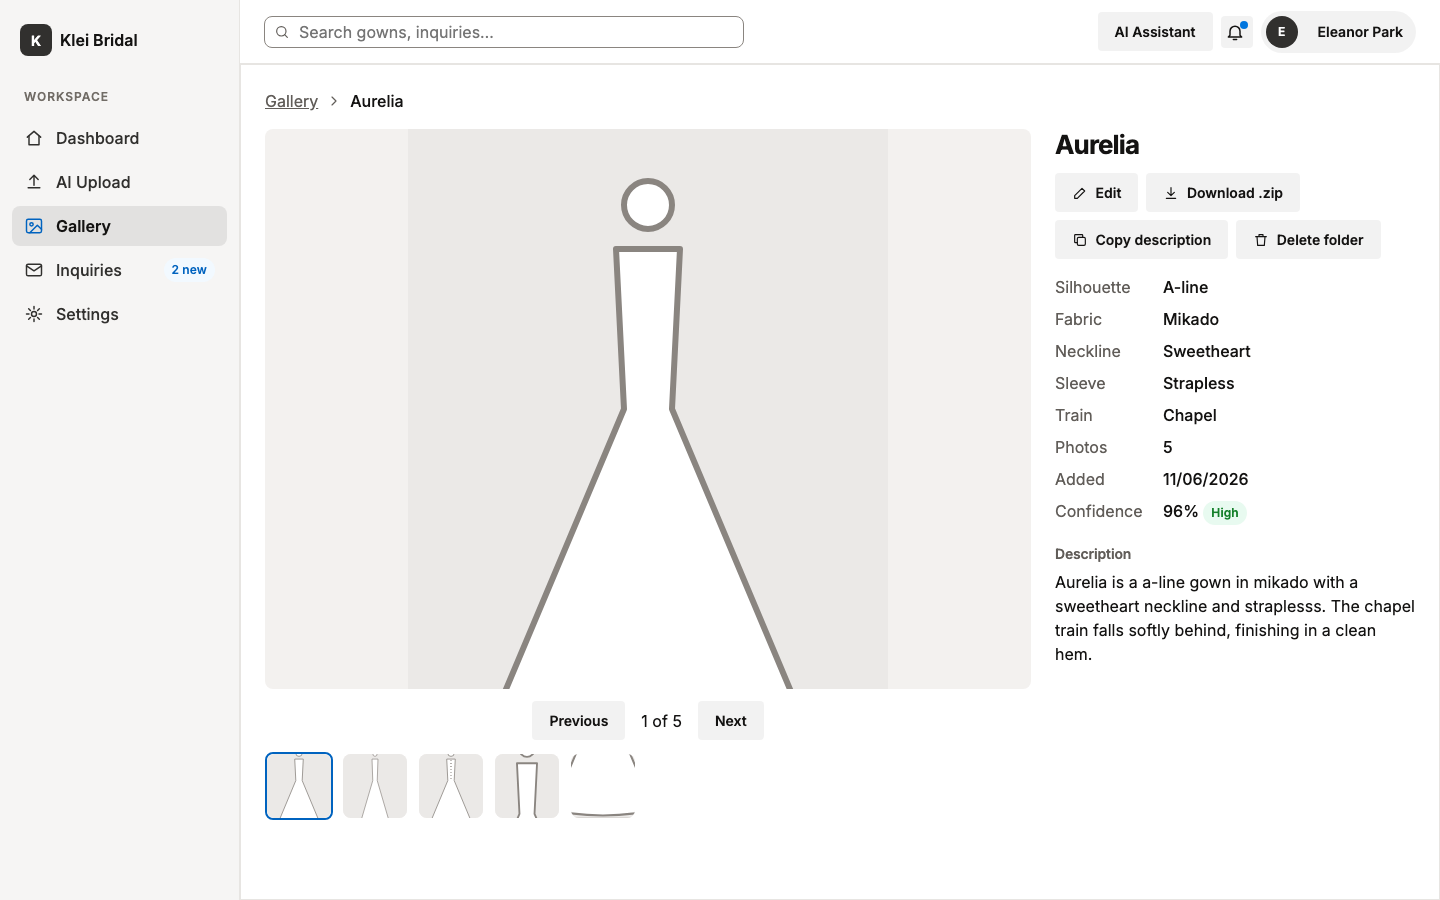 K Klei Bridal
WORKSPACE
Dashboard
AI Upload
Gallery
Inquiries 2 new
Settings
Search gowns, inquiries...
AI Assistant
E Eleanor Park
Gallery > Aurelia
Previous 1 of 5 Next
Aurelia
Edit Download .zip
Copy description Delete folder
Silhouette A-line
Fabric Mikado
Neckline Sweetheart
Sleeve Strapless
Train Chapel
Photos 5
Added 11/06/2026
Confidence 96% High
Description
Aurelia is a a-line gown in mikado with a
sweetheart neckline and straplesss. The chapel
train falls softly behind, finishing in a clean
hem.